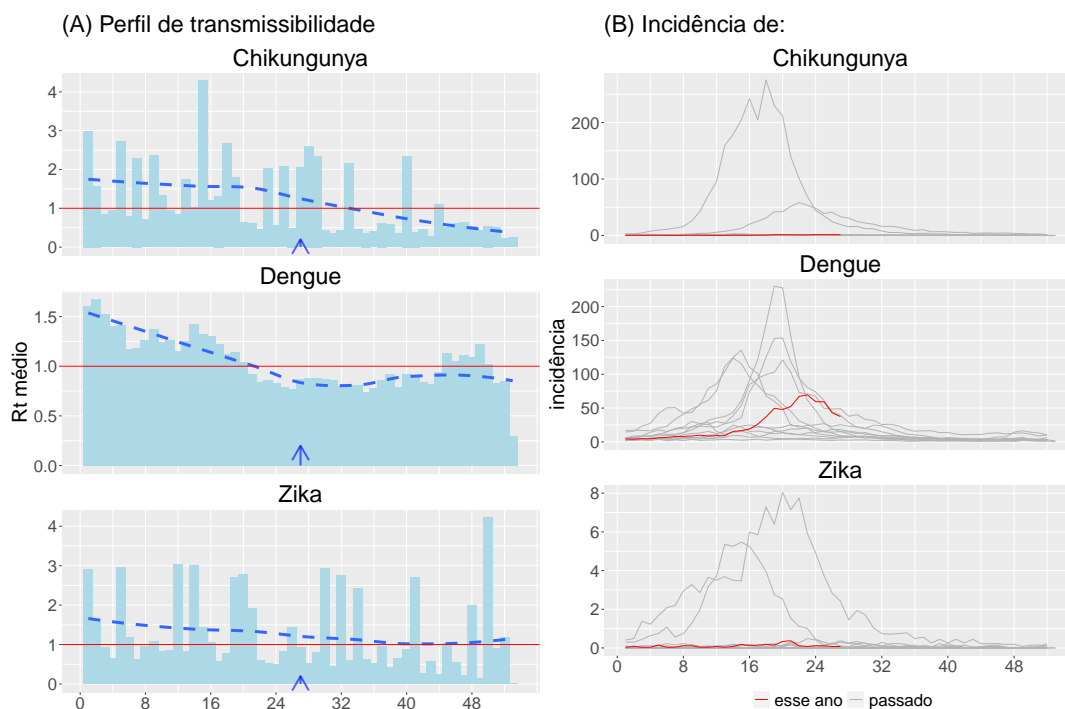 (A) Perfil de transmissibilidade
Chikungunya
4
3
2
1
0
Dengue
1.5
1.0
0.5
0.0
Rt médio
Zika
4
3
2
1
0
0 8 16 24 32 40 48
(B) Incidência de:
Chikungunya
200
100
0
Dengue
250
200
150
100
50
0
incidência
Zika
8
6
4
2
0
0 8 16 24 32 40 48
esse ano passado